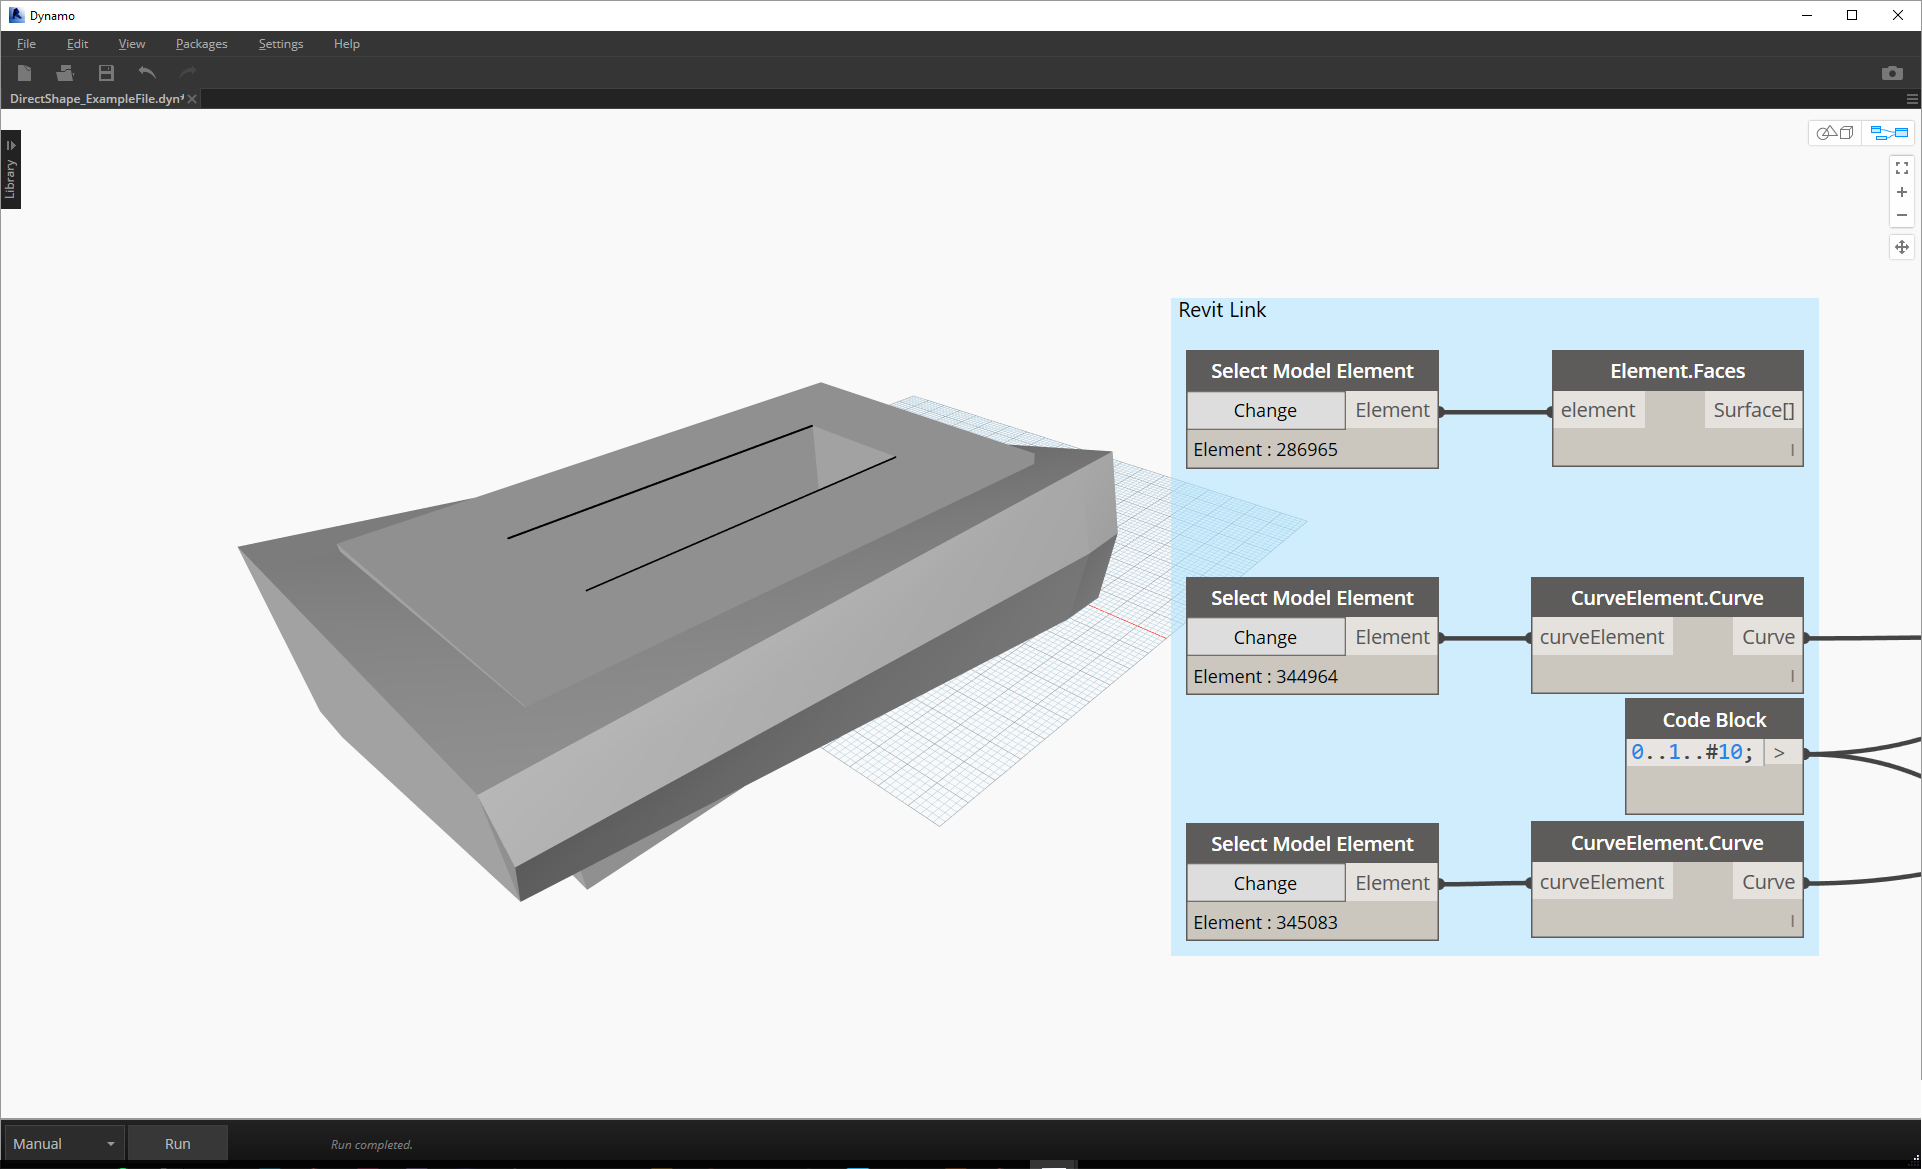 Dynamo
File Edit View Packages Settings Help
DirectShape_ExampleFile.dyn*
Library
Revit Link
Select Model Element
Change Element
Element : 286965
Element.Faces
element Surface[]
Select Model Element
Change Element
Element : 344964
CurveElement.Curve
curveElement Curve
Code Block
0..1..#10; >
Select Model Element
Change Element
Element : 345083
CurveElement.Curve
curveElement Curve
Manual Run Run completed.